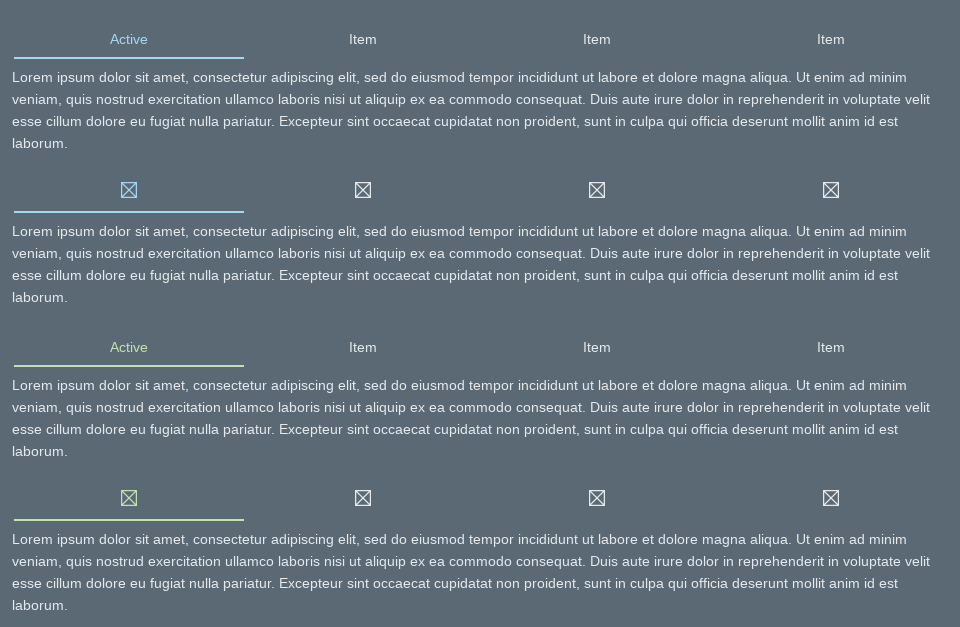 Active Item Item Item
Lorem ipsum dolor sit amet, consectetur adipiscing elit, sed do eiusmod tempor incididunt ut labore et dolore magna aliqua. Ut enim ad minim
veniam, quis nostrud exercitation ullamco laboris nisi ut aliquip ex ea commodo consequat. Duis aute irure dolor in reprehenderit in voluptate velit
esse cillum dolore eu fugiat nulla pariatur. Excepteur sint occaecat cupidatat non proident, sunt in culpa qui officia deserunt mollit anim id est
laborum.
Lorem ipsum dolor sit amet, consectetur adipiscing elit, sed do eiusmod tempor incididunt ut labore et dolore magna aliqua. Ut enim ad minim
veniam, quis nostrud exercitation ullamco laboris nisi ut aliquip ex ea commodo consequat. Duis aute irure dolor in reprehenderit in voluptate velit
esse cillum dolore eu fugiat nulla pariatur. Excepteur sint occaecat cupidatat non proident, sunt in culpa qui officia deserunt mollit anim id est
laborum.
Active Item Item Item
Lorem ipsum dolor sit amet, consectetur adipiscing elit, sed do eiusmod tempor incididunt ut labore et dolore magna aliqua. Ut enim ad minim
veniam, quis nostrud exercitation ullamco laboris nisi ut aliquip ex ea commodo consequat. Duis aute irure dolor in reprehenderit in voluptate velit
esse cillum dolore eu fugiat nulla pariatur. Excepteur sint occaecat cupidatat non proident, sunt in culpa qui officia deserunt mollit anim id est
laborum.
Lorem ipsum dolor sit amet, consectetur adipiscing elit, sed do eiusmod tempor incididunt ut labore et dolore magna aliqua. Ut enim ad minim
veniam, quis nostrud exercitation ullamco laboris nisi ut aliquip ex ea commodo consequat. Duis aute irure dolor in reprehenderit in voluptate velit
esse cillum dolore eu fugiat nulla pariatur. Excepteur sint occaecat cupidatat non proident, sunt in culpa qui officia deserunt mollit anim id est
laborum.